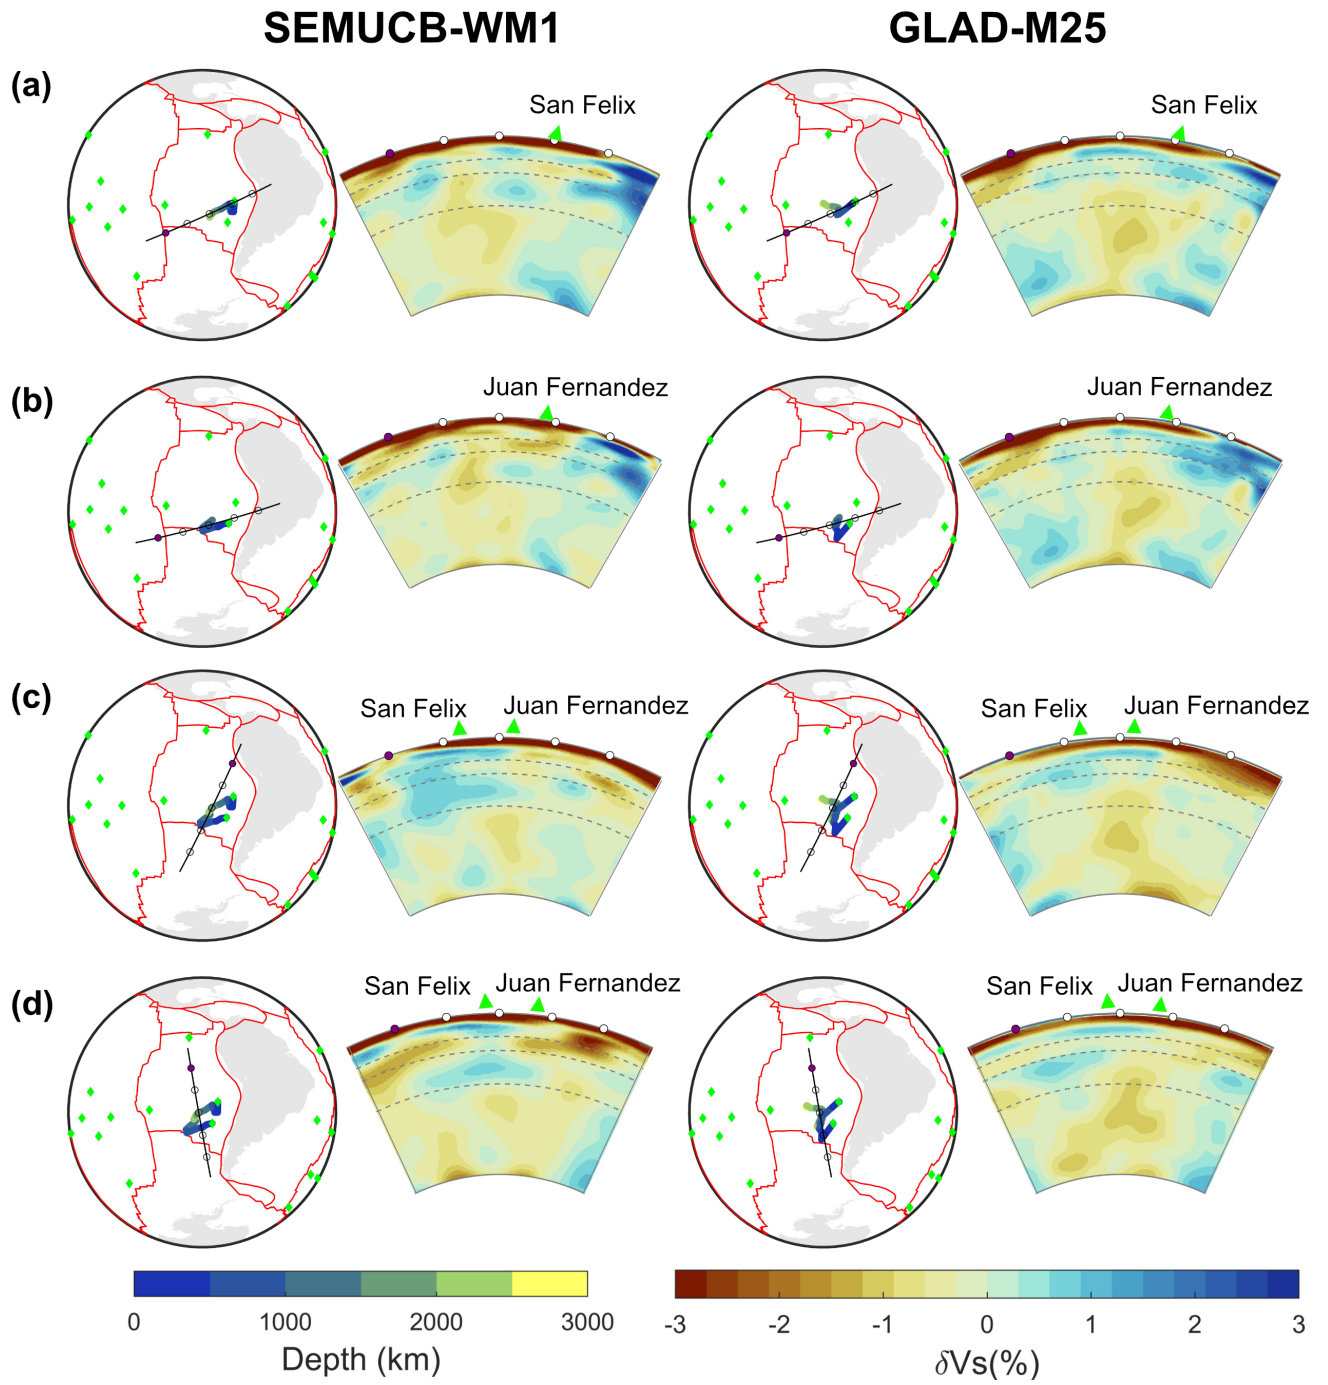 SEMUCB-WM1 GLAD-M25
(a)
San Felix San Felix
(b)
Juan Fernandez Juan Fernandez
(c)
San Felix Juan Fernandez San Felix Juan Fernandez
(d)
San Felix Juan Fernandez San Felix Juan Fernandez
0 1000 2000 3000
Depth (km)
-3 -2 -1 0 1 2 3
δVs(%)